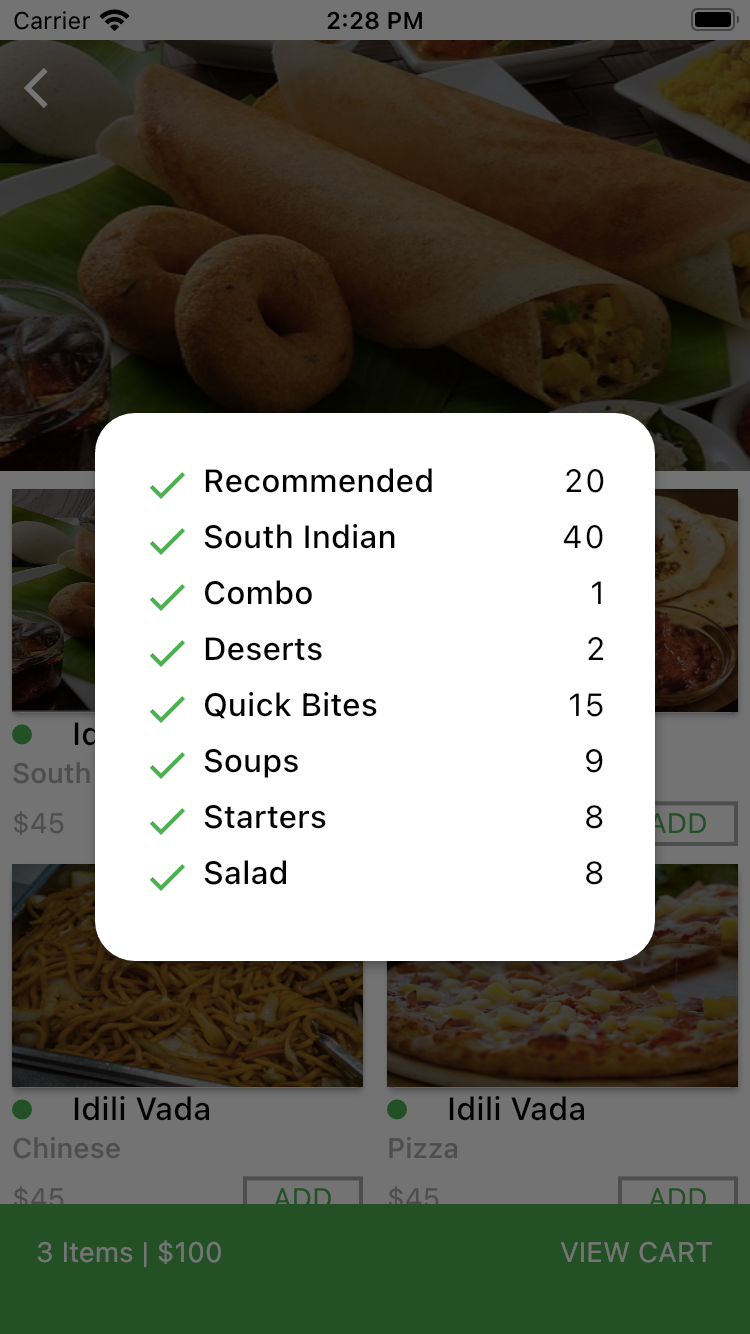 Carrier 2:28 PM
Recommended 20
South Indian 40
Combo 1
Deserts 2
Quick Bites 15
Soups 9
Starters 8
Salad 8
Id
South
$45 ADD
Idili Vada Idili Vada
Chinese Pizza
$45 ADD $45 ADD
3 Items | $100 VIEW CART